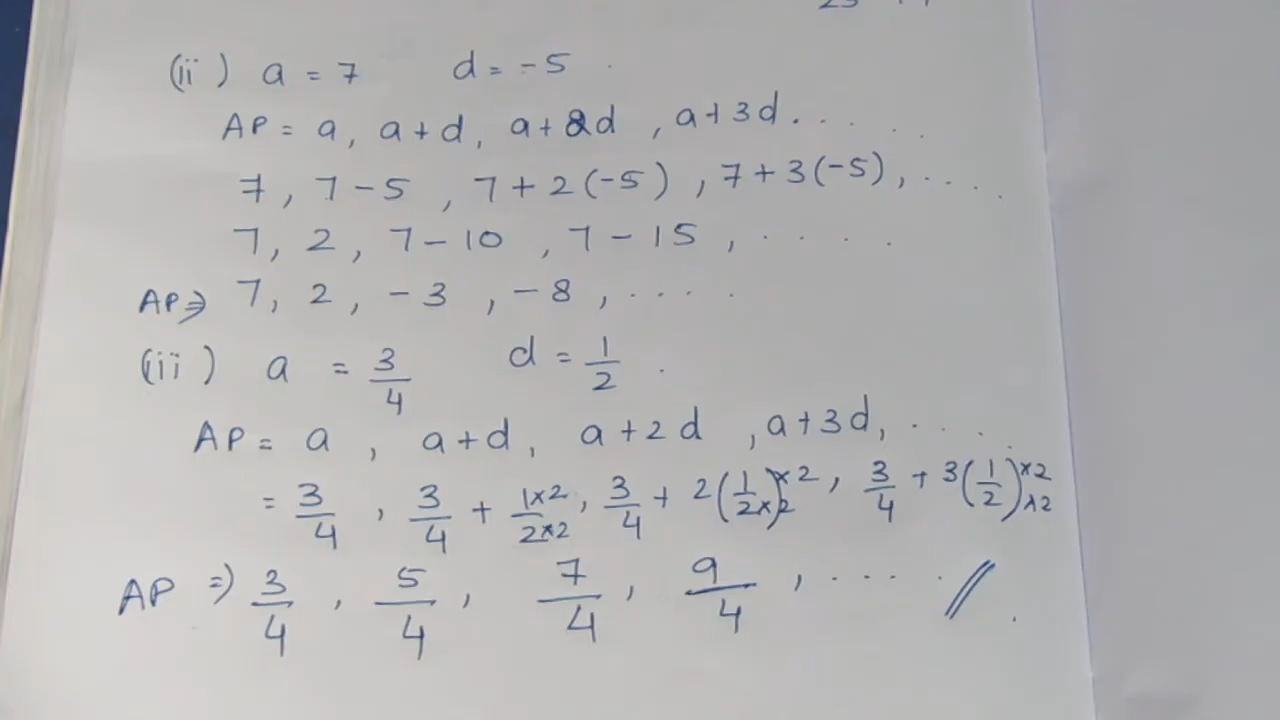 (ii) a = 7 d = -5
AP = a, a+d, a+2d, a+3d.....
7, 7-5, 7+2(-5), 7+3(-5), ....
7, 2, 7-10, 7-15, ....
AP⇒ 7, 2, -3, -8, ....
(iii) a = 3/4 d = 1/2 .
AP = a, a+d, a+2d, a+3d, ....
= 3/4, 3/4 + 1×2/2×2, 3/4 + 2(1/2)×2/×2, 3/4 + 3(1/2)×2/×2
AP ⇒ 3/4, 5/4, 7/4, 9/4, .... //.